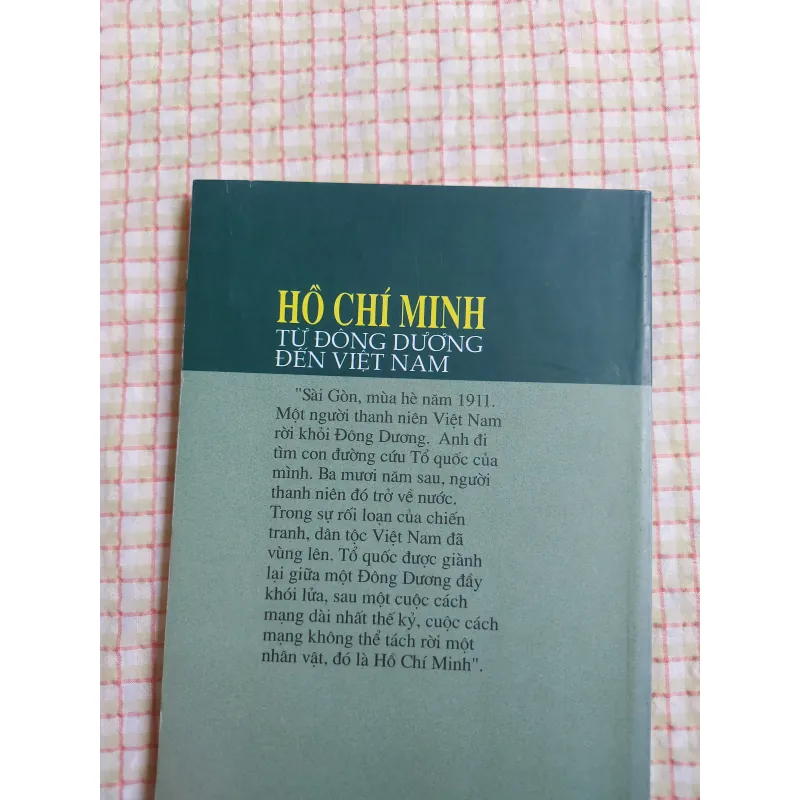 HỒ CHÍ MINH
TỪ ĐÔNG DƯƠNG
ĐẾN VIỆT NAM
"Sài Gòn, mùa hè năm 1911.
Một người thanh niên Việt Nam
rời khỏi Đông Dương. Anh đi
tìm con đường cứu Tổ quốc của
mình. Ba mươi năm sau, người
thanh niên đó trở về nước.
Trong sự rối loạn của chiến
tranh, dân tộc Việt Nam đã
vùng lên. Tổ quốc được giành
lại giữa một Đông Dương đầy
khói lửa, sau một cuộc cách
mạng dài nhất thế kỷ, cuộc cách
mạng không thể tách rời một
nhân vật, đó là Hồ Chí Minh".